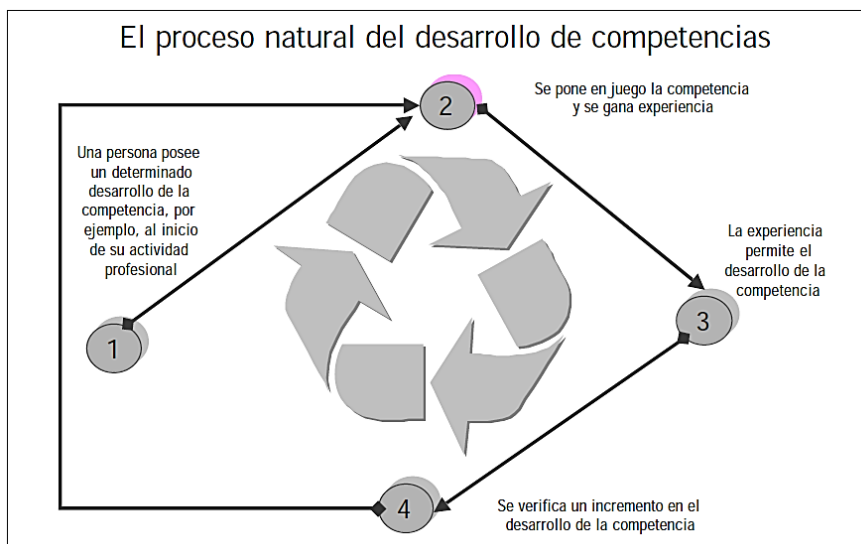 El proceso natural del desarrollo de competencias
2
Se pone en juego la competencia
y se gana experiencia
Una persona posee
un determinado
desarrollo de la
competencia, por
ejemplo, al inicio
de su actividad
profesional
La experiencia
permite el
desarrollo de la
competencia
1
3
4
Se verifica un incremento en el
desarrollo de la competencia